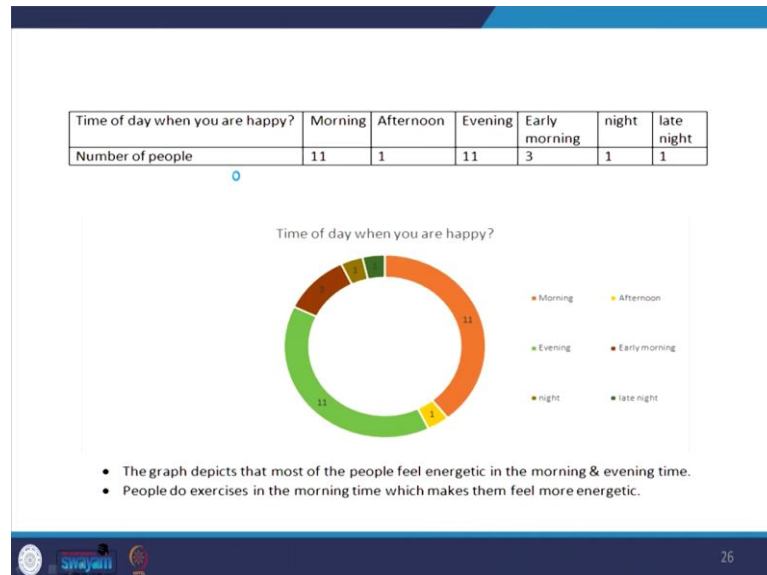 Time of day when you are happy? Morning Afternoon Evening Early morning night late night
Number of people 11 1 11 3 1 1
Time of day when you are happy?
1
11
11
1
Morning Afternoon
Evening Early morning
night late night
• The graph depicts that most of the people feel energetic in the morning & evening time.
• People do exercises in the morning time which makes them feel more energetic.
swayam
26